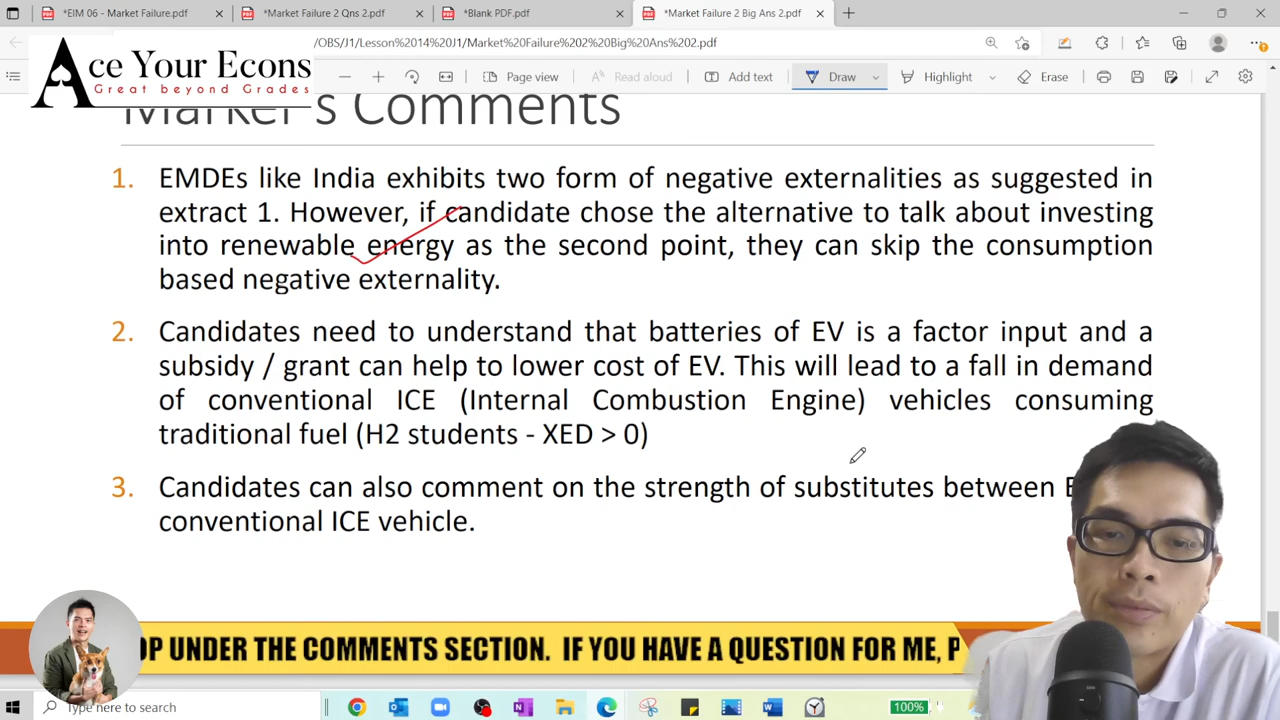 *EIM 06 - Market Failure.pdf
*Market Failure 2 Qns 2.pdf
*Blank PDF.pdf
*Market Failure 2 Big Ans 2.pdf
/OBS/J1/Lesson%2014%20J1/Market%20Failure%202%20Big%20Ans%202.pdf
Ace Your Econs
Great beyond Grades
Page view
Read aloud
Add text
Draw
Highlight
Erase
Marker's Comments
1. EMDEs like India exhibits two form of negative externalities as suggested in
extract 1. However, if candidate chose the alternative to talk about investing
into renewable energy as the second point, they can skip the consumption
based negative externality.
2. Candidates need to understand that batteries of EV is a factor input and a
subsidy / grant can help to lower cost of EV. This will lead to a fall in demand
of conventional ICE (Internal Combustion Engine) vehicles consuming
traditional fuel (H2 students - XED > 0)
3. Candidates can also comment on the strength of substitutes between
conventional ICE vehicle.
OP UNDER THE COMMENTS SECTION. IF YOU HAVE A QUESTION FOR ME, P
Type here to search
100%